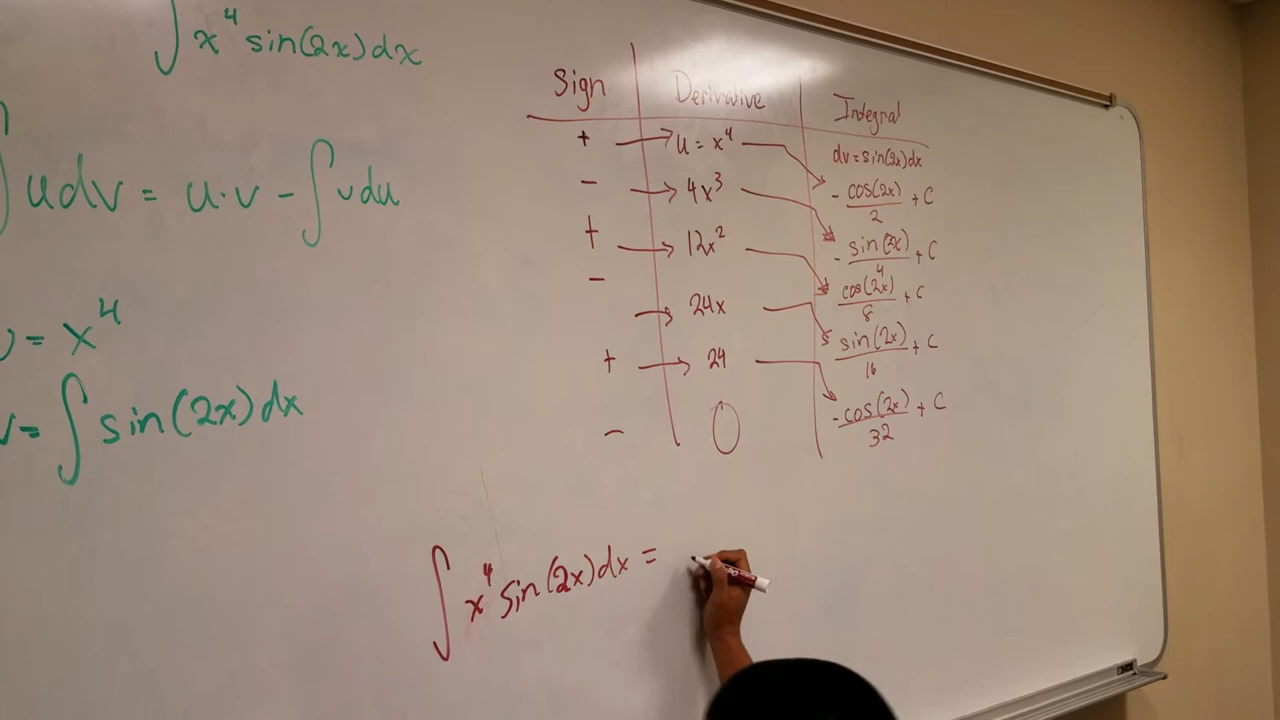 ∫ x⁴ sin(2x) dx
∫ u dv = u·v - ∫ v du
u = x⁴
v = ∫ sin(2x) dx
Sign Derivative Integral
+ → u = x⁴ dv = sin(2x) dx
- → 4x³ - cos(2x)/2 + C
+ → 12x² - sin(2x)/4 + C
- → 24x cos(2x)/8 + C
+ → 24 sin(2x)/16 + C
- 0 - cos(2x)/32 + C
∫ x⁴ sin(2x) dx =